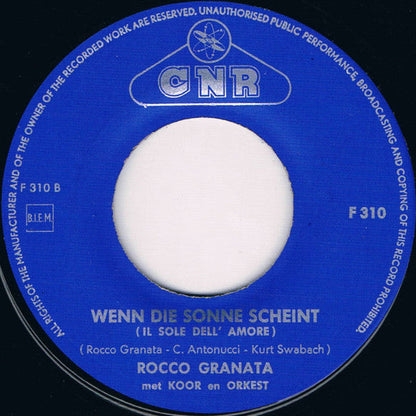 ALL RIGHTS OF THE MANUFACTURER AND OF THE OWNER OF THE RECORDED WORK ARE RESERVED. UNAUTHORISED PUBLIC PERFORMANCE, BROADCASTING AND COPYING OF THIS RECORD PROHIBITED.
CNR
F 310 B
B.I.E.M.
F 310
WENN DIE SONNE SCHEINT
( IL SOLE DELL' AMORE )
( Rocco Granata - C. Antonucci - Kurt Swabach )
ROCCO GRANATA
met KOOR en ORKEST